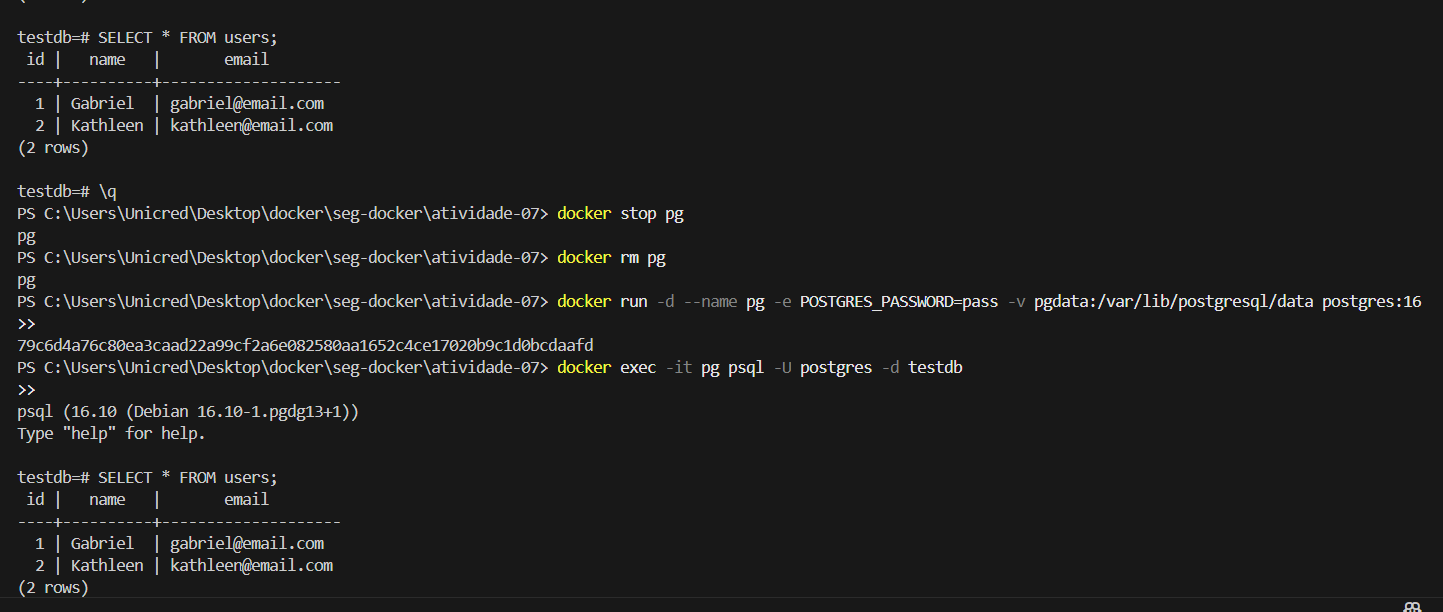 testdb=# SELECT * FROM users;
 id |   name   |       email
----+----------+--------------------
  1 | Gabriel  | gabriel@email.com
  2 | Kathleen | kathleen@email.com
(2 rows)
testdb=# \q
PS C:\Users\Unicred\Desktop\docker\seg-docker\atividade-07> docker stop pg
pg
PS C:\Users\Unicred\Desktop\docker\seg-docker\atividade-07> docker rm pg
pg
PS C:\Users\Unicred\Desktop\docker\seg-docker\atividade-07> docker run -d --name pg -e POSTGRES_PASSWORD=pass -v pgdata:/var/lib/postgresql/data postgres:16
>>
79c6d4a76c80ea3caad22a99cf2a6e082580aa1652c4ce17020b9c1d0bcdaafd
PS C:\Users\Unicred\Desktop\docker\seg-docker\atividade-07> docker exec -it pg psql -U postgres -d testdb
>>
psql (16.10 (Debian 16.10-1.pgdg13+1))
Type "help" for help.
testdb=# SELECT * FROM users;
 id |   name   |       email
----+----------+--------------------
  1 | Gabriel  | gabriel@email.com
  2 | Kathleen | kathleen@email.com
(2 rows)